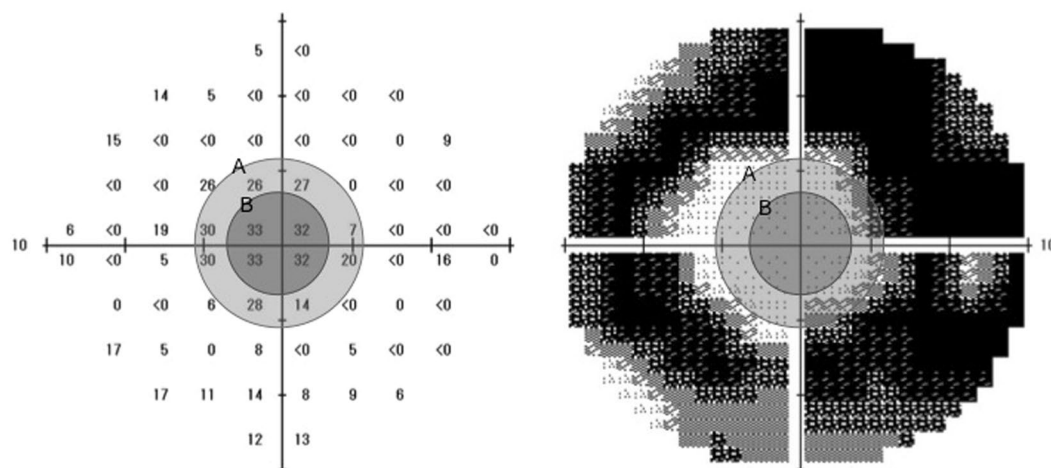 5 <0
14 5 <0 <0 <0 <0
15 <0 <0 <0 <0 <0 0 9
A A
<0 <0 26 26 27 0 <0 <0
B B
6 <0 19 30 33 32 7 <0 <0 <0
10 10
10 <0 5 30 33 32 20 <0 16 0
0 <0 6 28 14 <0 0 <0
17 5 0 8 <0 5 <0 <0
17 11 14 8 9 6
12 13